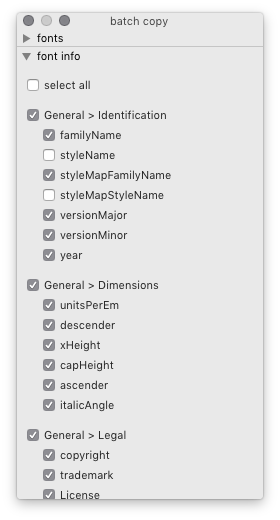 batch copy
fonts
font info
select all
General > Identification
familyName
styleName
styleMapFamilyName
styleMapStyleName
versionMajor
versionMinor
year
General > Dimensions
unitsPerEm
descender
xHeight
capHeight
ascender
italicAngle
General > Legal
copyright
trademark
License